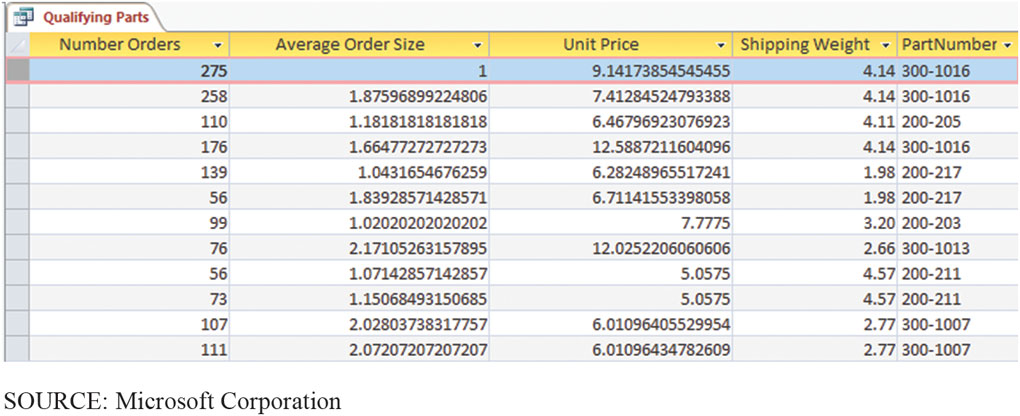 Qualifying Parts
Number Orders Average Order Size Unit Price Shipping Weight PartNumber
275 1 9.14173854545455 4.14 300-1016
258 1.87596899224806 7.41284524793388 4.14 300-1016
110 1.18181818181818 6.46796923076923 4.11 200-205
176 1.66477272727273 12.5887211604096 4.14 300-1016
139 1.0431654676259 6.28248965517241 1.98 200-217
56 1.83928571428571 6.71141553398058 1.98 200-217
99 1.02020202020202 7.7775 3.20 200-203
76 2.17105263157895 12.0252206060606 2.66 300-1013
56 1.07142857142857 5.0575 4.57 200-211
73 1.15068493150685 5.0575 4.57 200-211
107 2.02803738317757 6.01096405529954 2.77 300-1007
111 2.07207207207207 6.01096434782609 2.77 300-1007
SOURCE: Microsoft Corporation